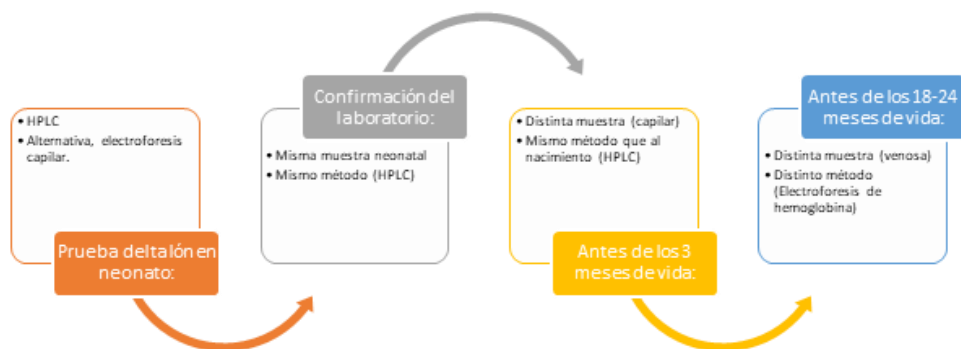 • HPLC
• Alternativa, electroforesis
capilar.
Prueba del talón en
neonato:
Confirmación del
laboratorio:
• Misma muestra neonatal
• Mismo método (HPLC)
• Distinta muestra (capilar)
• Mismo método que al
nacimiento (HPLC)
Antes de los 3
meses de vida:
Antes de los 18-24
meses de vida:
• Distinta muestra (venosa)
• Distinto método
(Electroforesis de
hemoglobina)